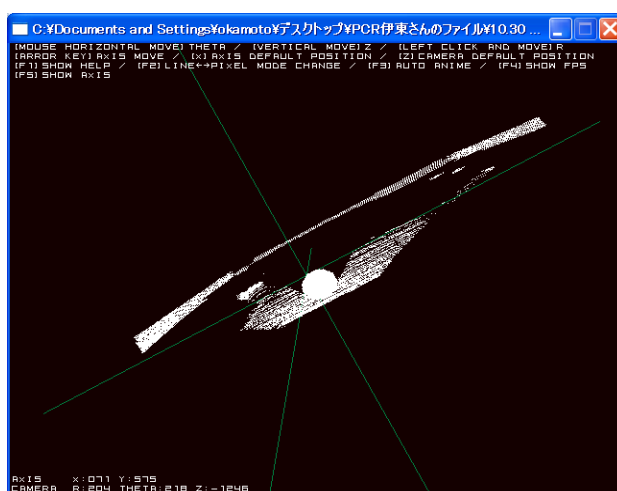 C:¥Documents and Settings¥okamoto¥デスクトップ¥PCR伊東さんのファイル¥10.30 ...
[MOUSE HORIZONTAL MOVE] THETA / [VERTICAL MOVE] Z / [LEFT CLICK AND MOVE] R
[ARROW KEY] AXIS MOVE / [X] AXIS DEFAULT POSITION / [Z] CAMERA DEFAULT POSITION
[F1] SHOW HELP / [F2] LINE↔PIXEL MODE CHANGE / [F3] AUTO ANIME / [F4] SHOW FPS
[F5] SHOW AXIS
AXIS X:071 Y:575
CAMERA R:204 THETA:218 Z:-1246